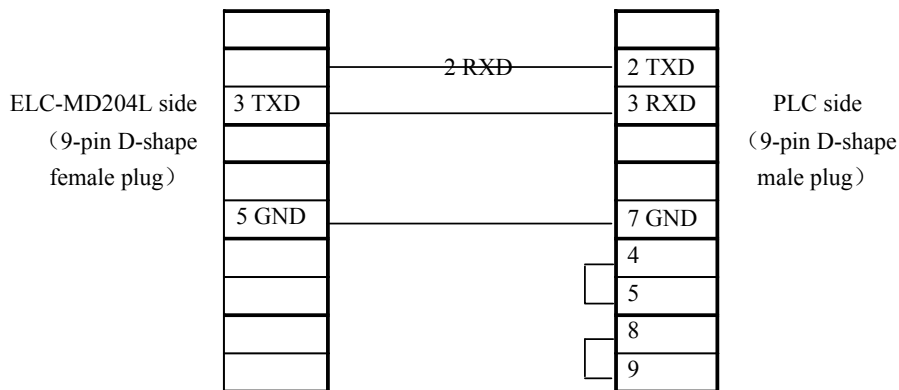 2 RXD
2 TXD
ELC-MD204L side
（9-pin D-shape
female plug）
3 TXD
3 RXD
PLC side
（9-pin D-shape
male plug）
5 GND
7 GND
4
5
8
9